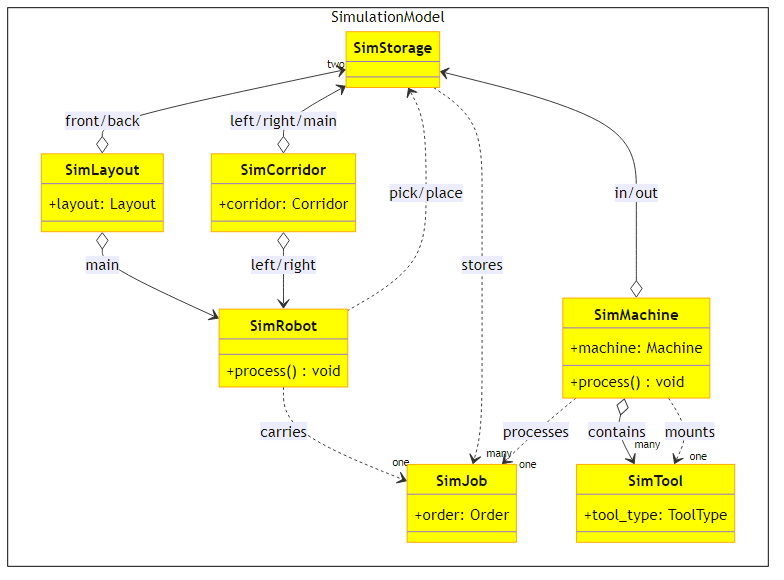 SimulationModel
SimStorage
two
front/back
left/right/main
SimLayout
+layout: Layout
SimCorridor
+corridor: Corridor
pick/place
in/out
main
left/right
stores
SimRobot
+process() : void
SimMachine
+machine: Machine
+process() : void
carries
processes
contains
mounts
many
many
one
one
one
SimJob
+order: Order
SimTool
+tool_type: ToolType